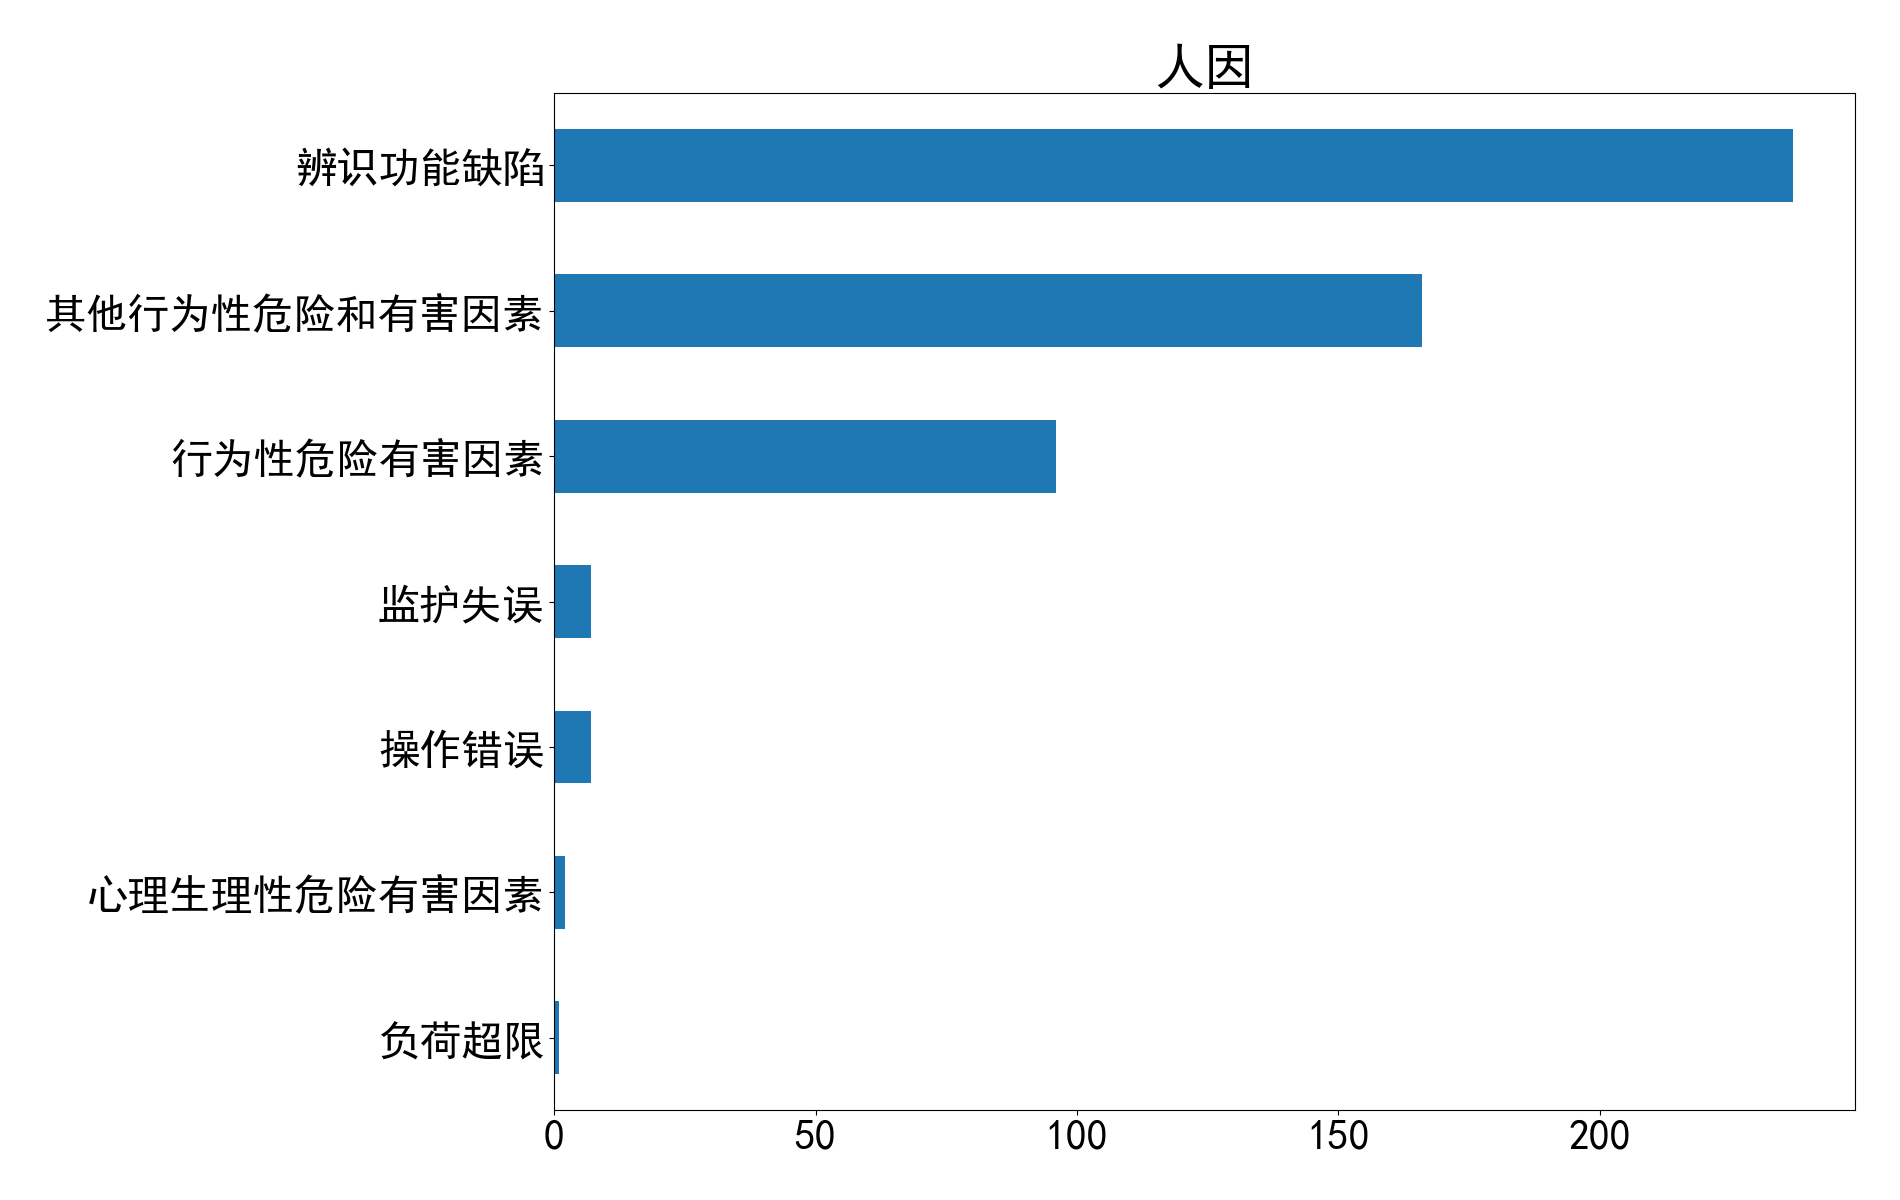 人因
辨识功能缺陷
其他行为性危险和有害因素
行为性危险有害因素
监护失误
操作错误
心理生理性危险有害因素
负荷超限
0 50 100 150 200